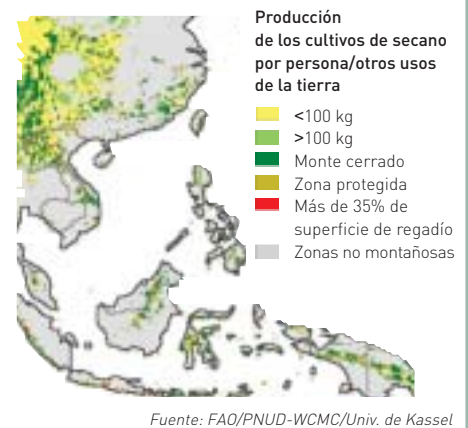 Producción
de los cultivos de secano
por persona/otros usos
de la tierra
<100 kg
>100 kg
Monte cerrado
Zona protegida
Más de 35% de
superficie de regadío
Zonas no montañosas
Fuente: FAO/PNUD-WCMC/Univ. de Kassel